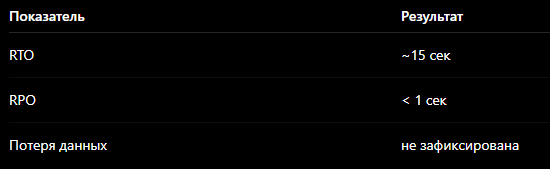 Показатель Результат
RTO ~15 сек
RPO < 1 сек
Потеря данных не зафиксирована